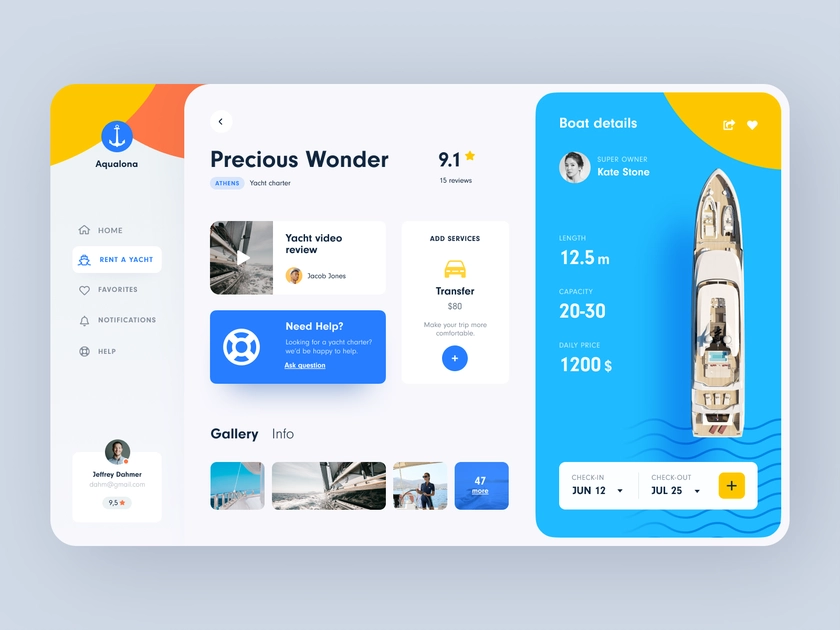 Aqualona
HOME
RENT A YACHT
FAVORITES
NOTIFICATIONS
HELP
Jeffrey Dahmer
dahm@gmail.com
9,5
Precious Wonder
ATHENS Yacht charter
9.1
15 reviews
Yacht video
review
Jacob Jones
Need Help?
Looking for a yacht charter?
we'd be happy to help.
Ask question
ADD SERVICES
Transfer
$80
Make your trip more
comfortable.
+
Gallery Info
47
more
Boat details
SUPER OWNER
Kate Stone
LENGTH
12.5 m
CAPACITY
20-30
DAILY PRICE
1200 $
CHECK-IN
JUN 12
CHECK-OUT
JUL 25
+